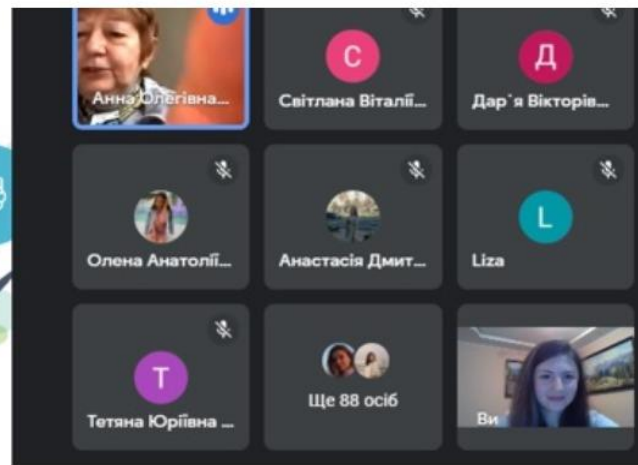 Анна Олегівна...
С
Світлана Віталії...
Д
Дар`я Вікторів...
Олена Анатолії...
Анастасія Дмит...
L
Liza
Т
Тетяна Юріївна ...
Ще 88 осіб
Ви